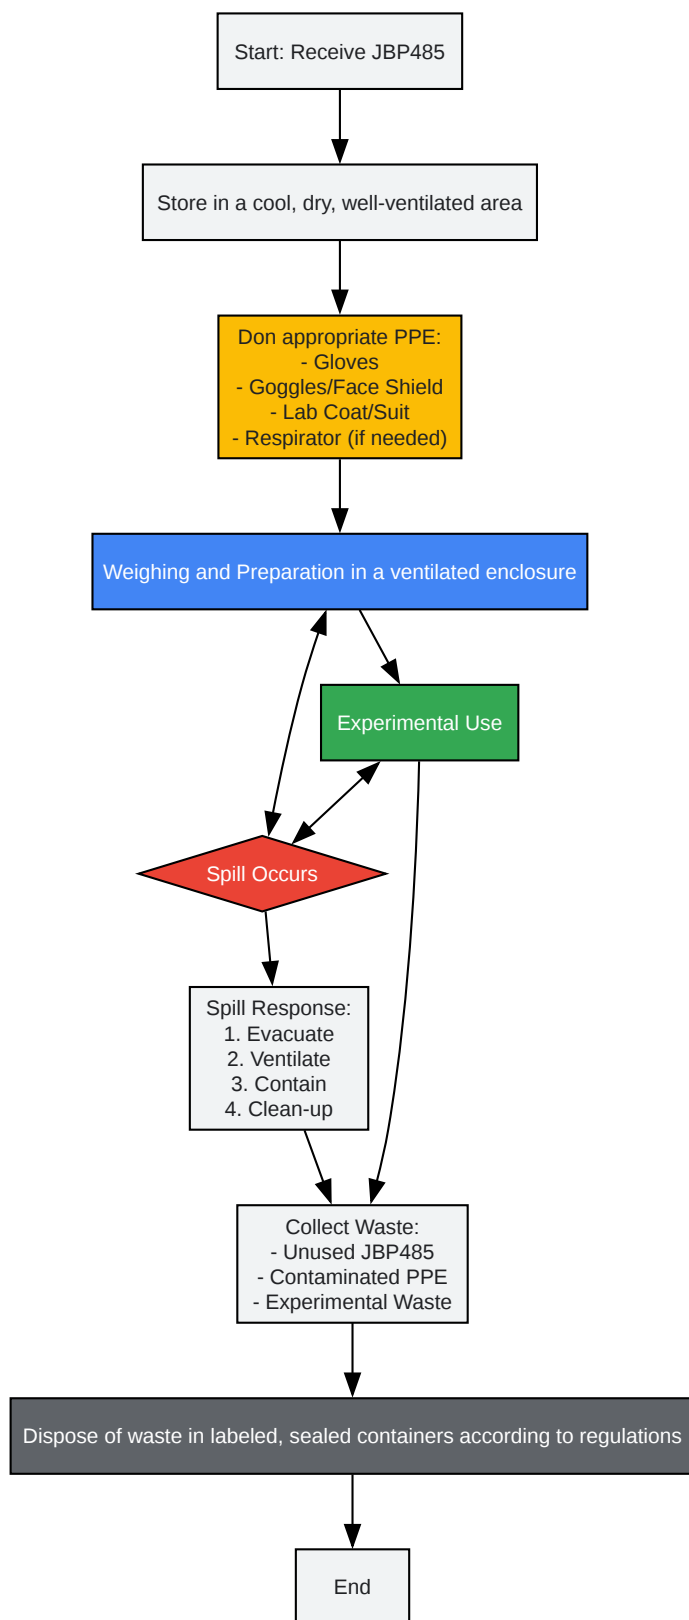 Start: Receive JBP485
Store in a cool, dry, well-ventilated area
Don appropriate PPE:
- Gloves
- Goggles/Face Shield
- Lab Coat/Suit
- Respirator (if needed)
Weighing and Preparation in a ventilated enclosure
Experimental Use
Spill Occurs
Spill Response:
1. Evacuate
2. Ventilate
3. Contain
4. Clean-up
Collect Waste:
- Unused JBP485
- Contaminated PPE
- Experimental Waste
Dispose of waste in labeled, sealed containers according to regulations
End